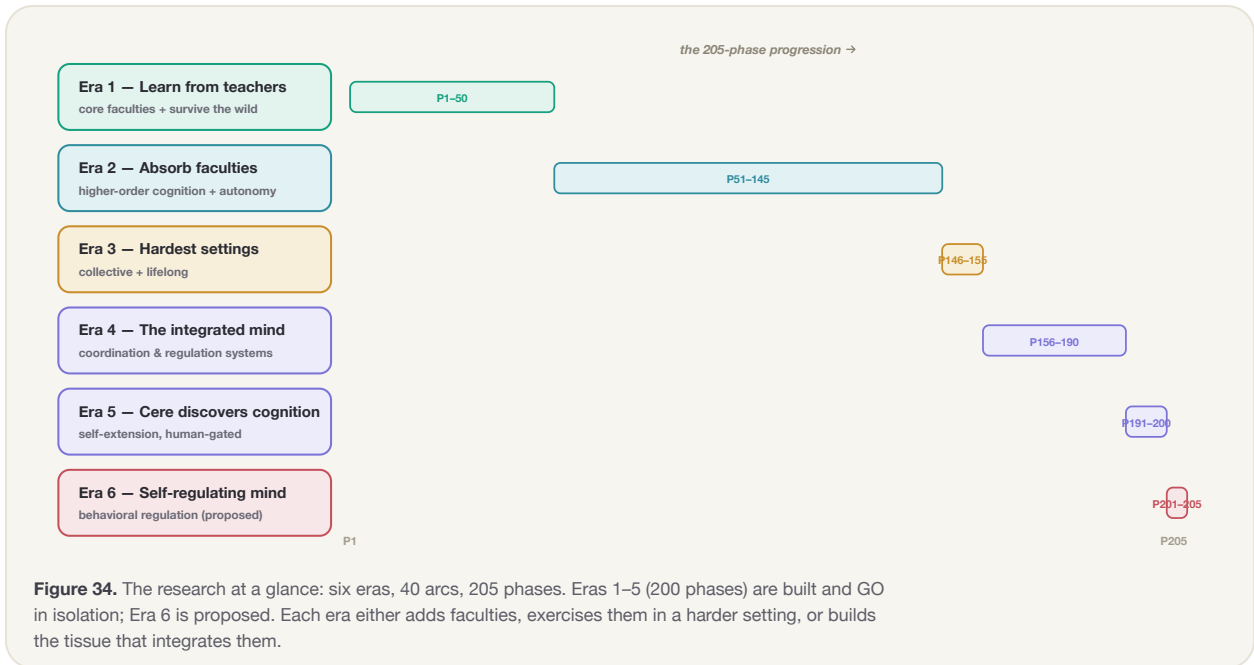 the 205-phase progression →
Era 1 — Learn from teachers
core faculties + survive the wild
P1–50
Era 2 — Absorb faculties
higher-order cognition + autonomy
P51–145
Era 3 — Hardest settings
collective + lifelong
P146–155
Era 4 — The integrated mind
coordination & regulation systems
P156–190
Era 5 — Cere discovers cognition
self-extension, human-gated
P191–200
Era 6 — Self-regulating mind
behavioral regulation (proposed)
P201–205
P1
P205
Figure 34. The research at a glance: six eras, 40 arcs, 205 phases. Eras 1–5 (200 phases) are built and GO
in isolation; Era 6 is proposed. Each era either adds faculties, exercises them in a harder setting, or builds
the tissue that integrates them.